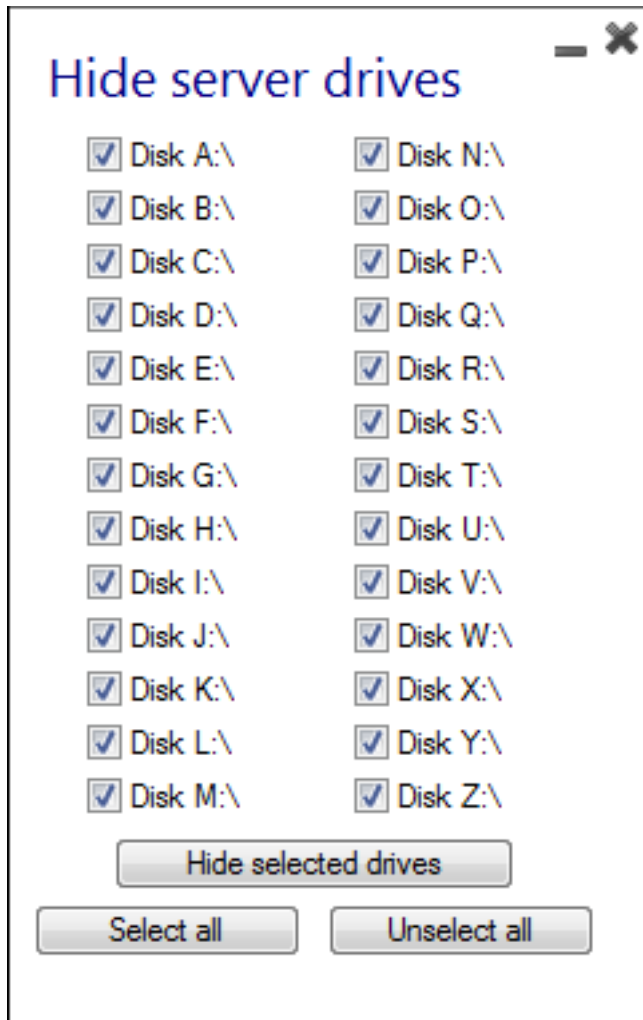 Hide server drives
Disk A:\ Disk N:\
Disk B:\ Disk O:\
Disk C:\ Disk P:\
Disk D:\ Disk Q:\
Disk E:\ Disk R:\
Disk F:\ Disk S:\
Disk G:\ Disk T:\
Disk H:\ Disk U:\
Disk I:\ Disk V:\
Disk J:\ Disk W:\
Disk K:\ Disk X:\
Disk L:\ Disk Y:\
Disk M:\ Disk Z:\
Hide selected drives
Select all Unselect all